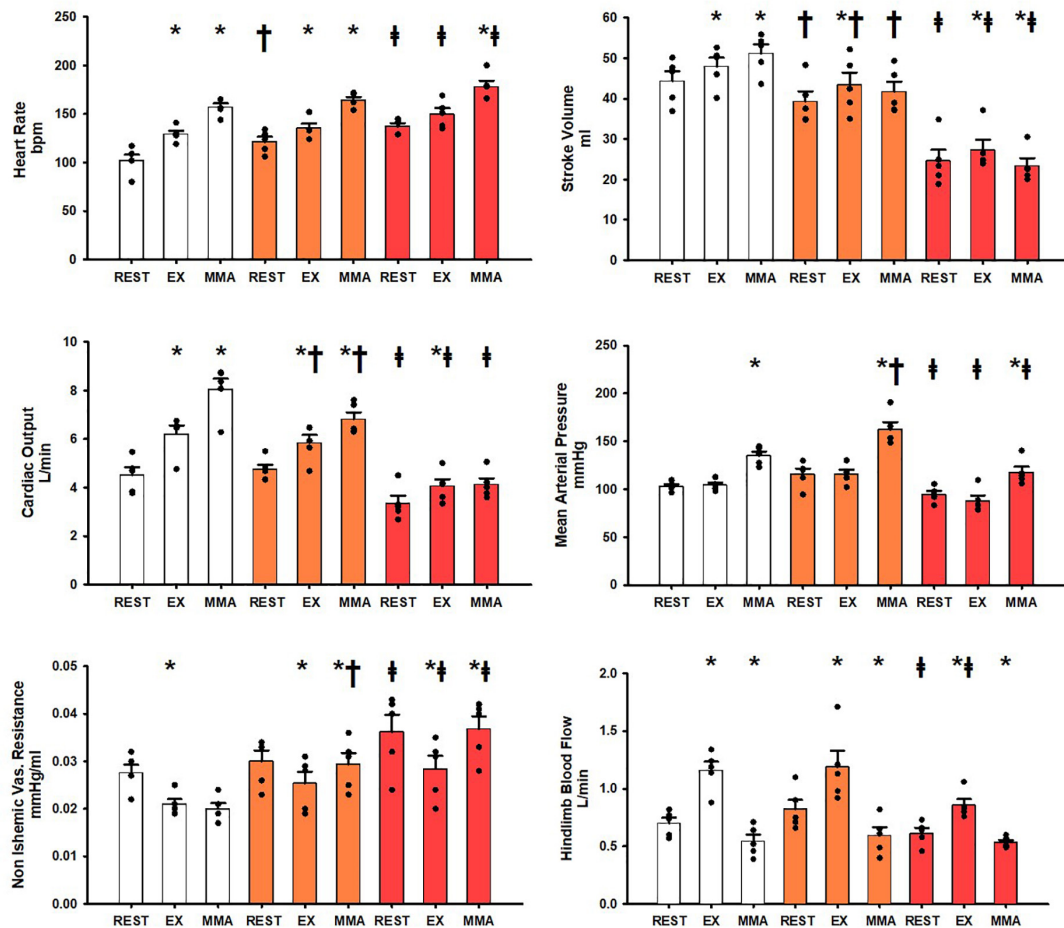 Heart Rate
bpm
250
200
150
100
50
0
* * † * * ‡ ‡ *‡
REST EX MMA REST EX MMA REST EX MMA
Stroke Volume
ml
60
50
40
30
20
10
0
* * † *† † ‡ *‡ *‡
REST EX MMA REST EX MMA REST EX MMA
Cardiac Output
L/min
10
8
6
4
2
0
* * *† *† ‡ *‡ ‡
REST EX MMA REST EX MMA REST EX MMA
Mean Arterial Pressure
mmHg
250
200
150
100
50
0
* *† ‡ ‡ *‡
REST EX MMA REST EX MMA REST EX MMA
Non Ishemic Vas. Resistance
mmHg/ml
0.05
0.04
0.03
0.02
0.01
0.00
* * *† ‡ *‡ *‡
REST EX MMA REST EX MMA REST EX MMA
Hindlimb Blood Flow
L/min
2.0
1.5
1.0
0.5
0.0
* * * * ‡ *‡ *
REST EX MMA REST EX MMA REST EX MMA